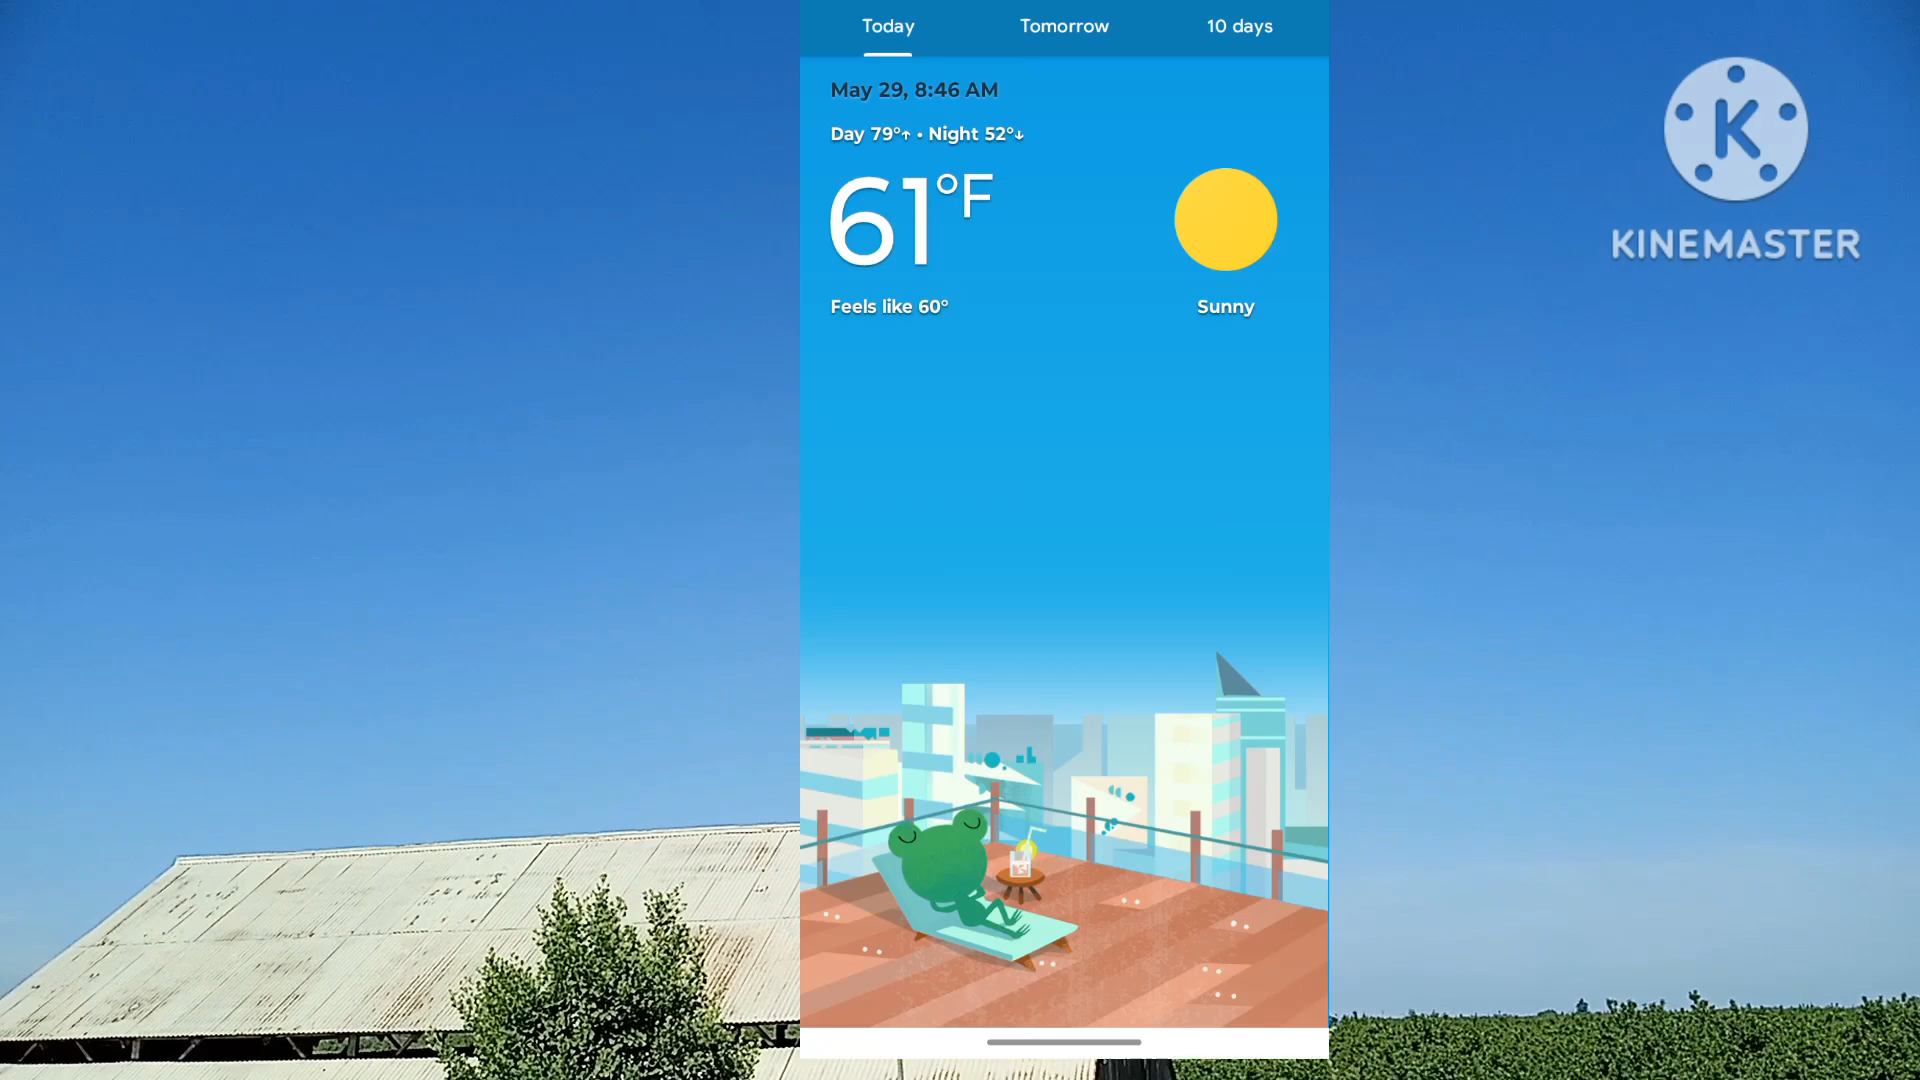 Today
Tomorrow
10 days
May 29, 8:46 AM
Day 79°↑ • Night 52°↓
61°F
Feels like 60°
Sunny
K
KINEMASTER